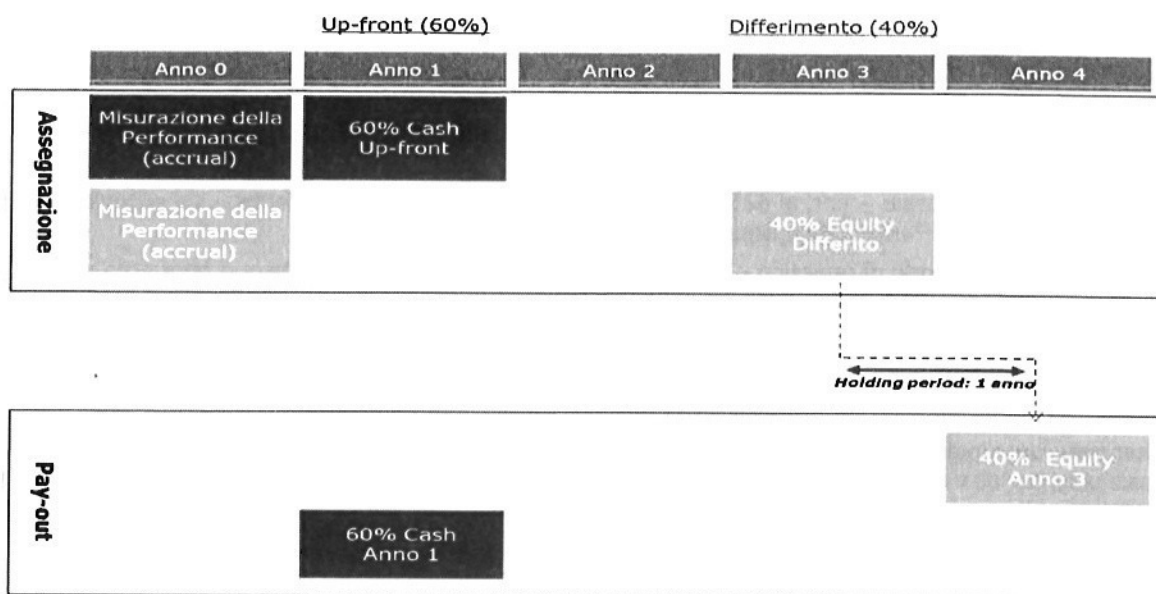 Up-front (60%)
Differimento (40%)
Anno 0
Anno 1
Anno 2
Anno 3
Anno 4
Assegnazione
Misurazione della
Performance
(accrual)
60% Cash
Up-front
Misurazione della
Performance
(accrual)
40% Equity
Differito
Holding period: 1 anno
Pay-out
40% Equity
Anno 3
60% Cash
Anno 1